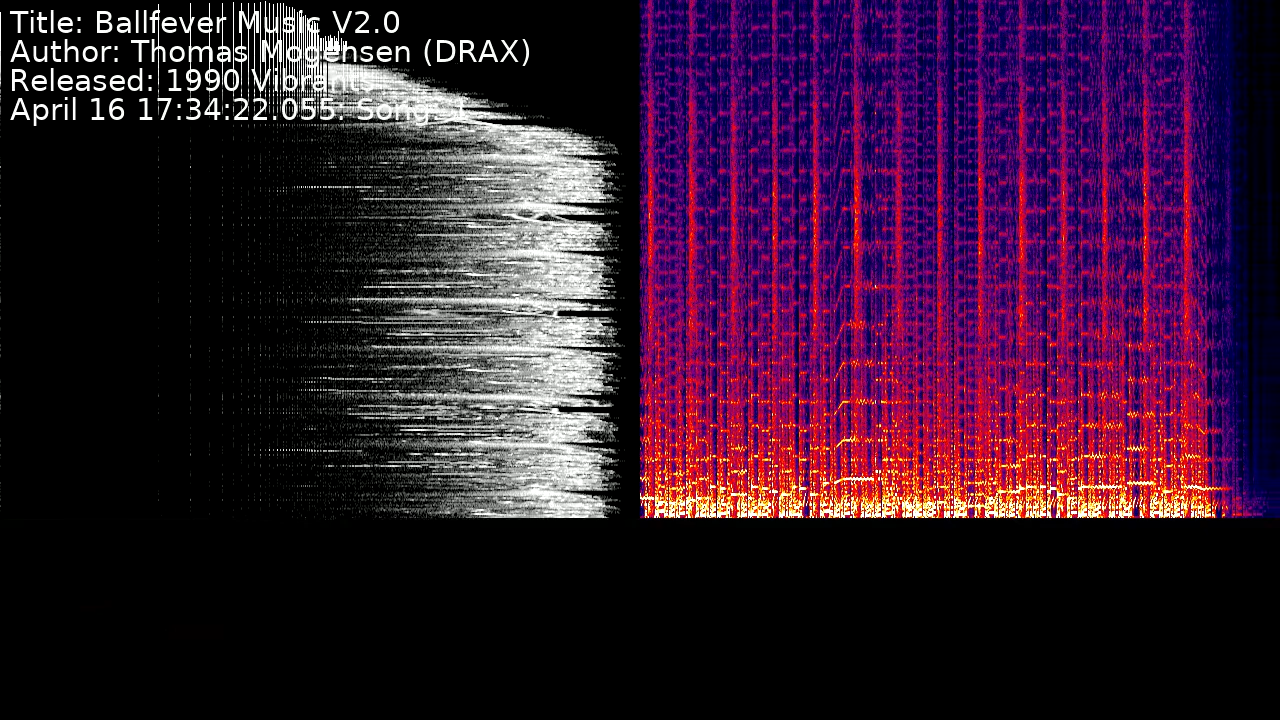 Title: Ballfever Music V2.0
Author: Thomas Mogensen (DRAX)
Released: 1990 Vibrants
April 16 17:34:22.055: Song 1